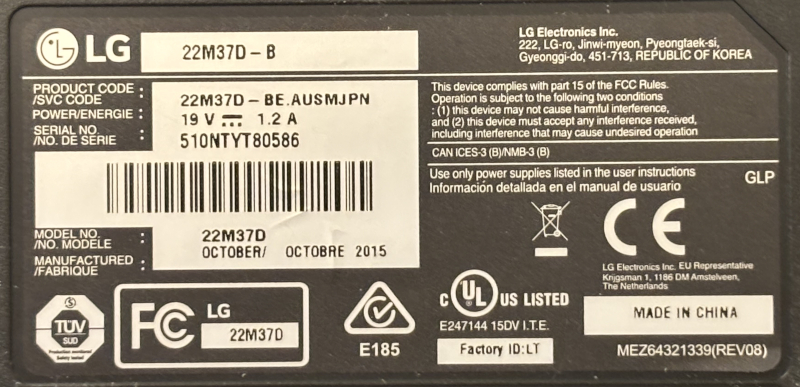 LG 22M37D-B
LG Electronics Inc.
222, LG-ro, Jinwi-myeon, Pyeongtaek-si,
Gyeonggi-do, 451-713, REPUBLIC OF KOREA
PRODUCT CODE :
/SVC CODE
22M37D-BE.AUSMJPN
POWER/ENERGIE : 19 V ⎓ 1.2 A
SERIAL NO. :
/NO. DE SERIE
510NTYT80586
MODEL NO. :
/NO. MODELE
22M37D
MANUFACTURED :
/FABRIQUE
OCTOBER/ OCTOBRE 2015
This device complies with part 15 of the FCC Rules.
Operation is subject to the following two conditions
: (1) this device may not cause harmful interference,
and (2) this device must accept any interference received,
including interference that may cause undesired operation
CAN ICES-3 (B)/NMB-3 (B)
Use only power supplies listed in the user instructions
Información detallada en el manual de usuario
GLP
CE
LG Electronics Inc. EU Representative
Krijgsman 1, 1186 DM Amstelveen,
The Netherlands
TÜV
SUD
Production monitored
Safety tested
FC
LG
22M37D
E185
C UL US LISTED
E247144 15DV I.T.E.
Factory ID:LT
MADE IN CHINA
MEZ64321339(REV08)